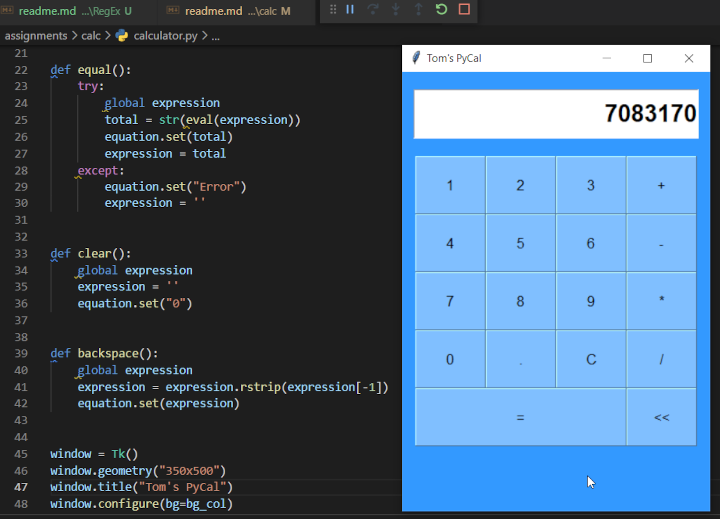 readme.md ...\RegEx U
readme.md ...\calc M
assignments > calc > calculator.py > ...
21
22 def equal():
23     try:
24         global expression
25         total = str(eval(expression))
26         equation.set(total)
27         expression = total
28     except:
29         equation.set("Error")
30         expression = ''
31
32
33 def clear():
34     global expression
35     expression = ''
36     equation.set("0")
37
38
39 def backspace():
40     global expression
41     expression = expression.rstrip(expression[-1])
42     equation.set(expression)
43
44
45 window = Tk()
46 window.geometry("350x500")
47 window.title("Tom's PyCal")
48 window.configure(bg=bg_col)
Tom's PyCal
7083170
1 2 3 +
4 5 6 -
7 8 9 *
0 . C /
= <<